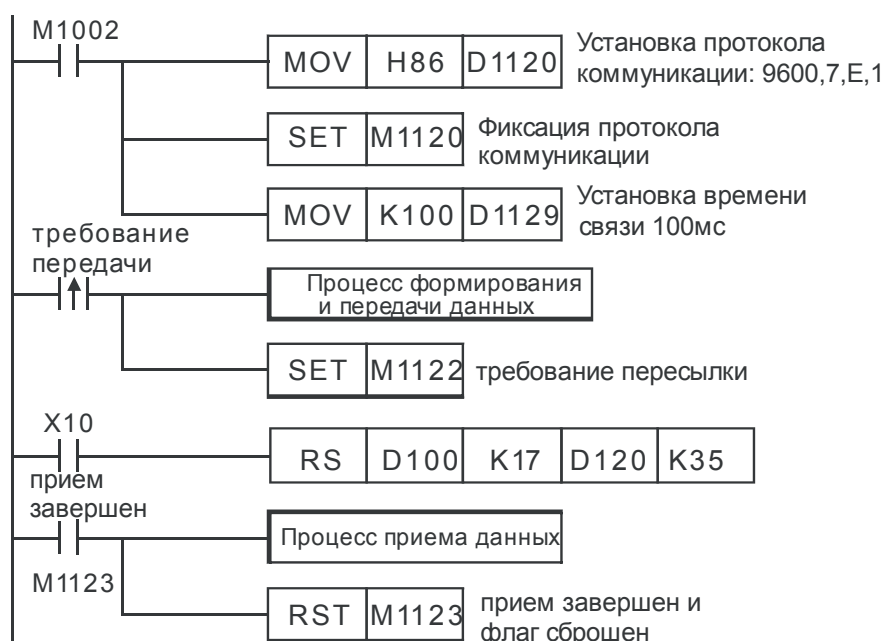 M1002
MOV H86 D1120
Установка протокола
коммуникации: 9600,7,E,1
SET M1120
Фиксация протокола
коммуникации
MOV K100 D1129
Установка времени
связи 100мс
требование
передачи
Процесс формирования
и передачи данных
SET M1122 требование пересылки
X10
RS D100 K17 D120 K35
прием
завершен
Процесс приема данных
M1123
RST M1123
прием завершен и
флаг сброшен